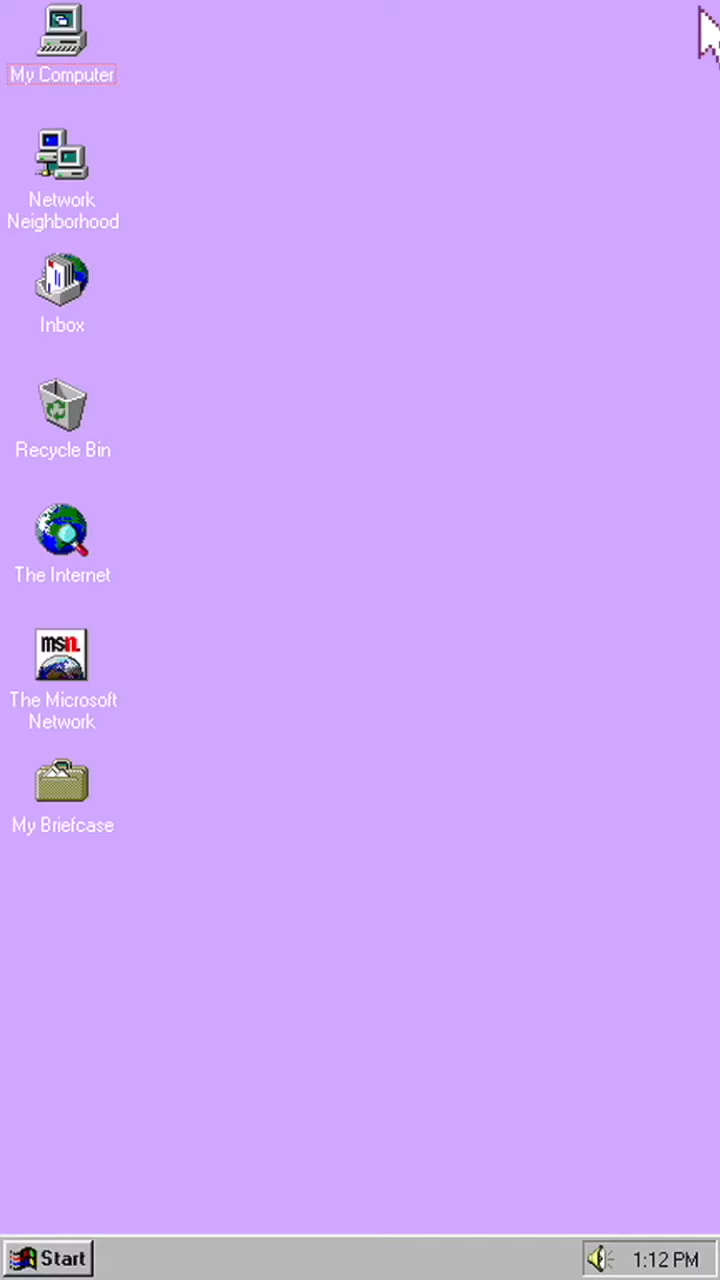 My Computer
Network
Neighborhood
Inbox
Recycle Bin
The Internet
msn.
The Microsoft
Network
My Briefcase
Start
1:12 PM